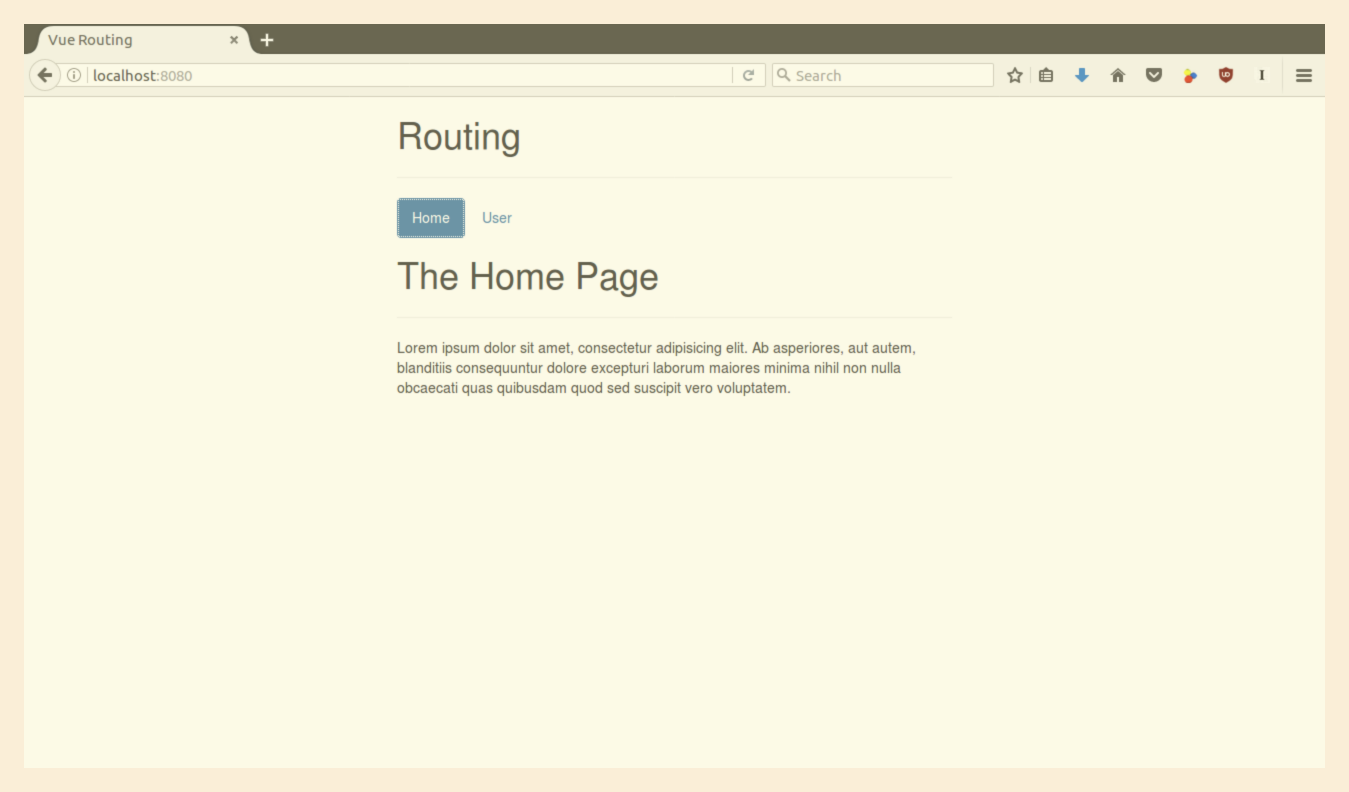 Vue Routing
localhost:8080
Search
I
Routing
Home User
The Home Page
Lorem ipsum dolor sit amet, consectetur adipisicing elit. Ab asperiores, aut autem,
blanditiis consequuntur dolore excepturi laborum maiores minima nihil non nulla
obcaecati quas quibusdam quod sed suscipit vero voluptatem.